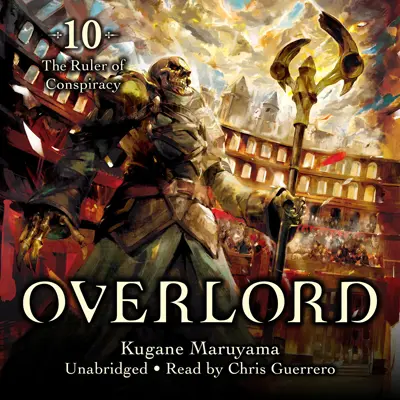 10
The Ruler of
Conspiracy
OVERLORD
Kugane Maruyama
Unabridged • Read by Chris Guerrero